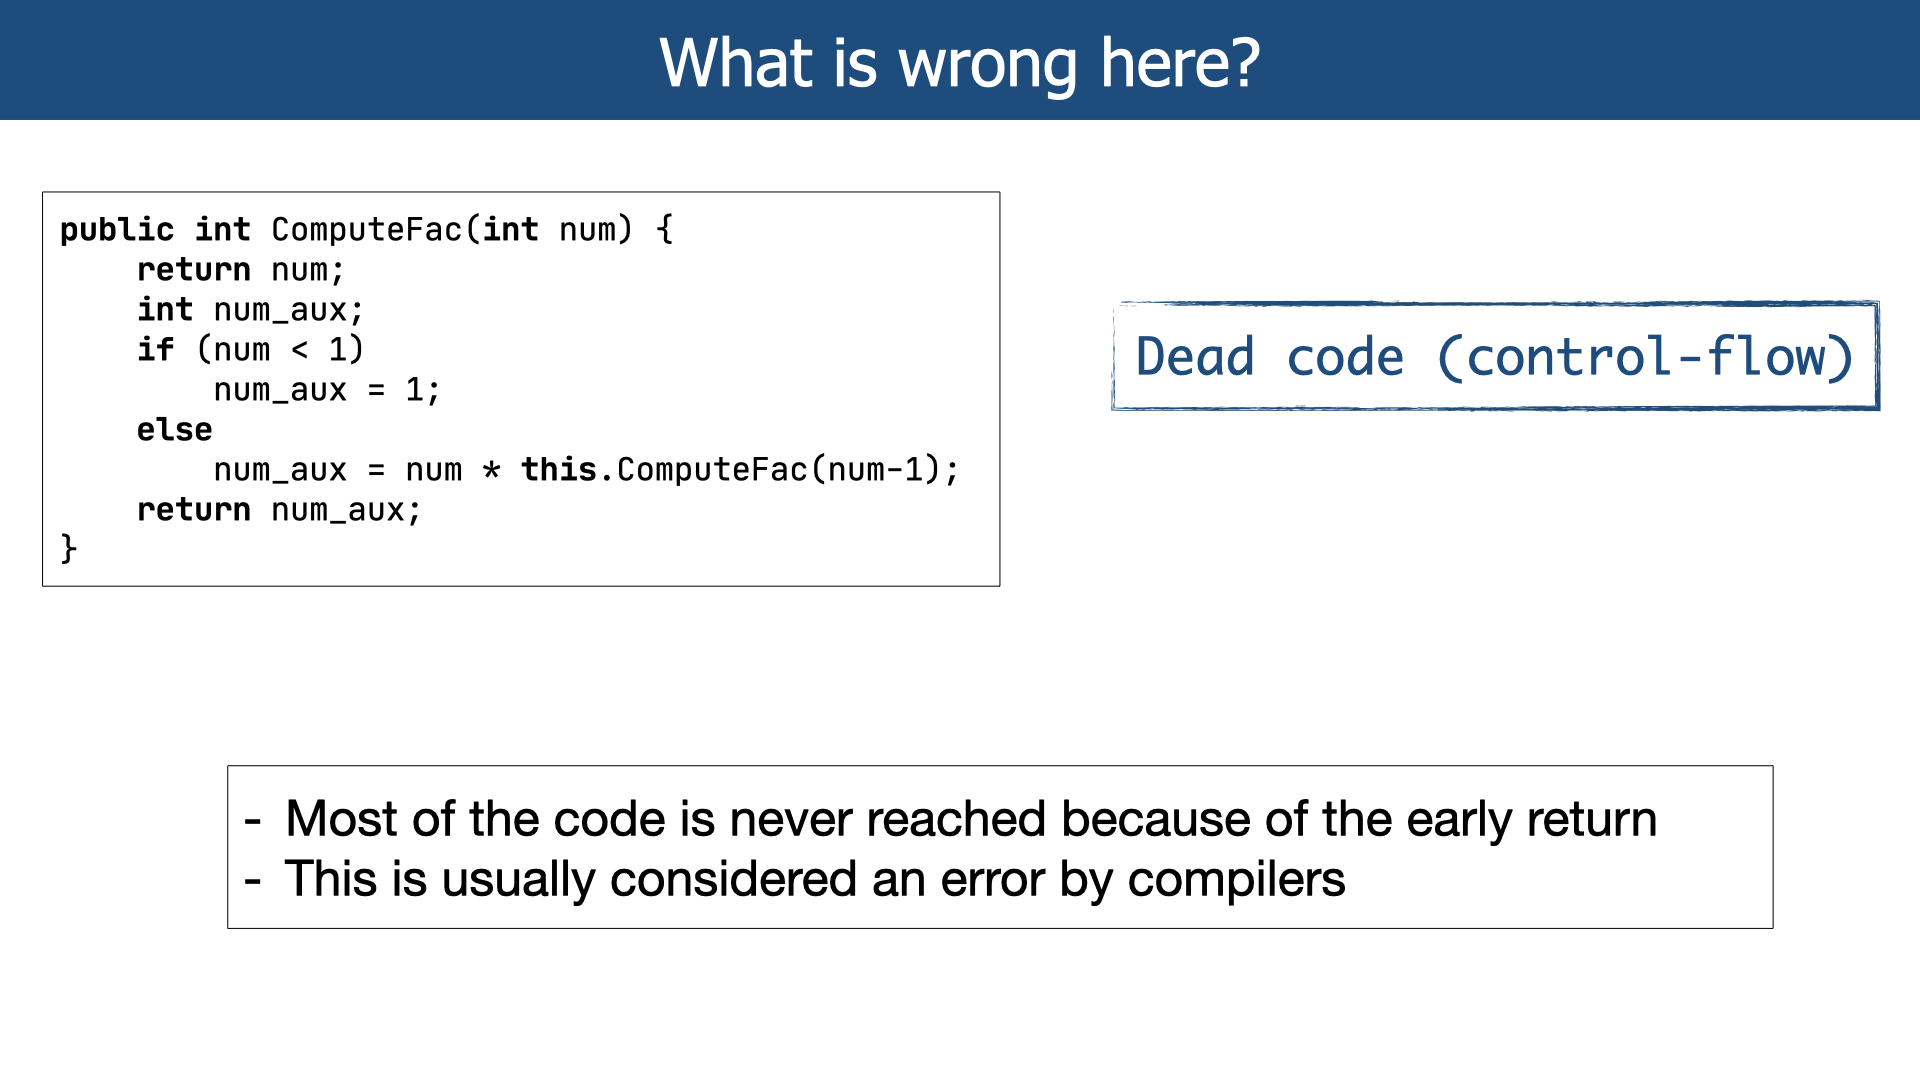 What is wrong here?
public int ComputeFac(int num) {
    return num;
    int num_aux;
    if (num < 1)
        num_aux = 1;
    else
        num_aux = num * this.ComputeFac(num-1);
    return num_aux;
}
Dead code (control-flow)
- Most of the code is never reached because of the early return
- This is usually considered an error by compilers